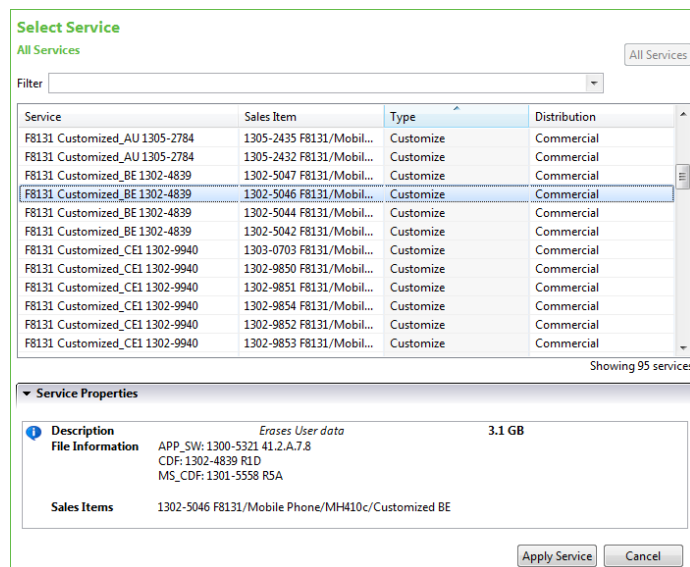 Select Service
All Services
All Services
Filter
Service Sales Item Type Distribution
F8131 Customized_AU 1305-2784 1305-2435 F8131/Mobil... Customize Commercial
F8131 Customized_AU 1305-2784 1305-2432 F8131/Mobil... Customize Commercial
F8131 Customized_BE 1302-4839 1302-5047 F8131/Mobil... Customize Commercial
F8131 Customized_BE 1302-4839 1302-5046 F8131/Mobil... Customize Commercial
F8131 Customized_BE 1302-4839 1302-5044 F8131/Mobil... Customize Commercial
F8131 Customized_BE 1302-4839 1302-5042 F8131/Mobil... Customize Commercial
F8131 Customized_CE1 1302-9940 1303-0703 F8131/Mobil... Customize Commercial
F8131 Customized_CE1 1302-9940 1302-9850 F8131/Mobil... Customize Commercial
F8131 Customized_CE1 1302-9940 1302-9851 F8131/Mobil... Customize Commercial
F8131 Customized_CE1 1302-9940 1302-9854 F8131/Mobil... Customize Commercial
F8131 Customized_CE1 1302-9940 1302-9852 F8131/Mobil... Customize Commercial
F8131 Customized_CE1 1302-9940 1302-9853 F8131/Mobil... Customize Commercial
Showing 95 services
Service Properties
Description Erases User data 3.1 GB
File Information APP_SW: 1300-5321 41.2.A.7.8
CDF: 1302-4839 R1D
MS_CDF: 1301-5558 R5A
Sales Items 1302-5046 F8131/Mobile Phone/MH410c/Customized BE
Apply Service Cancel